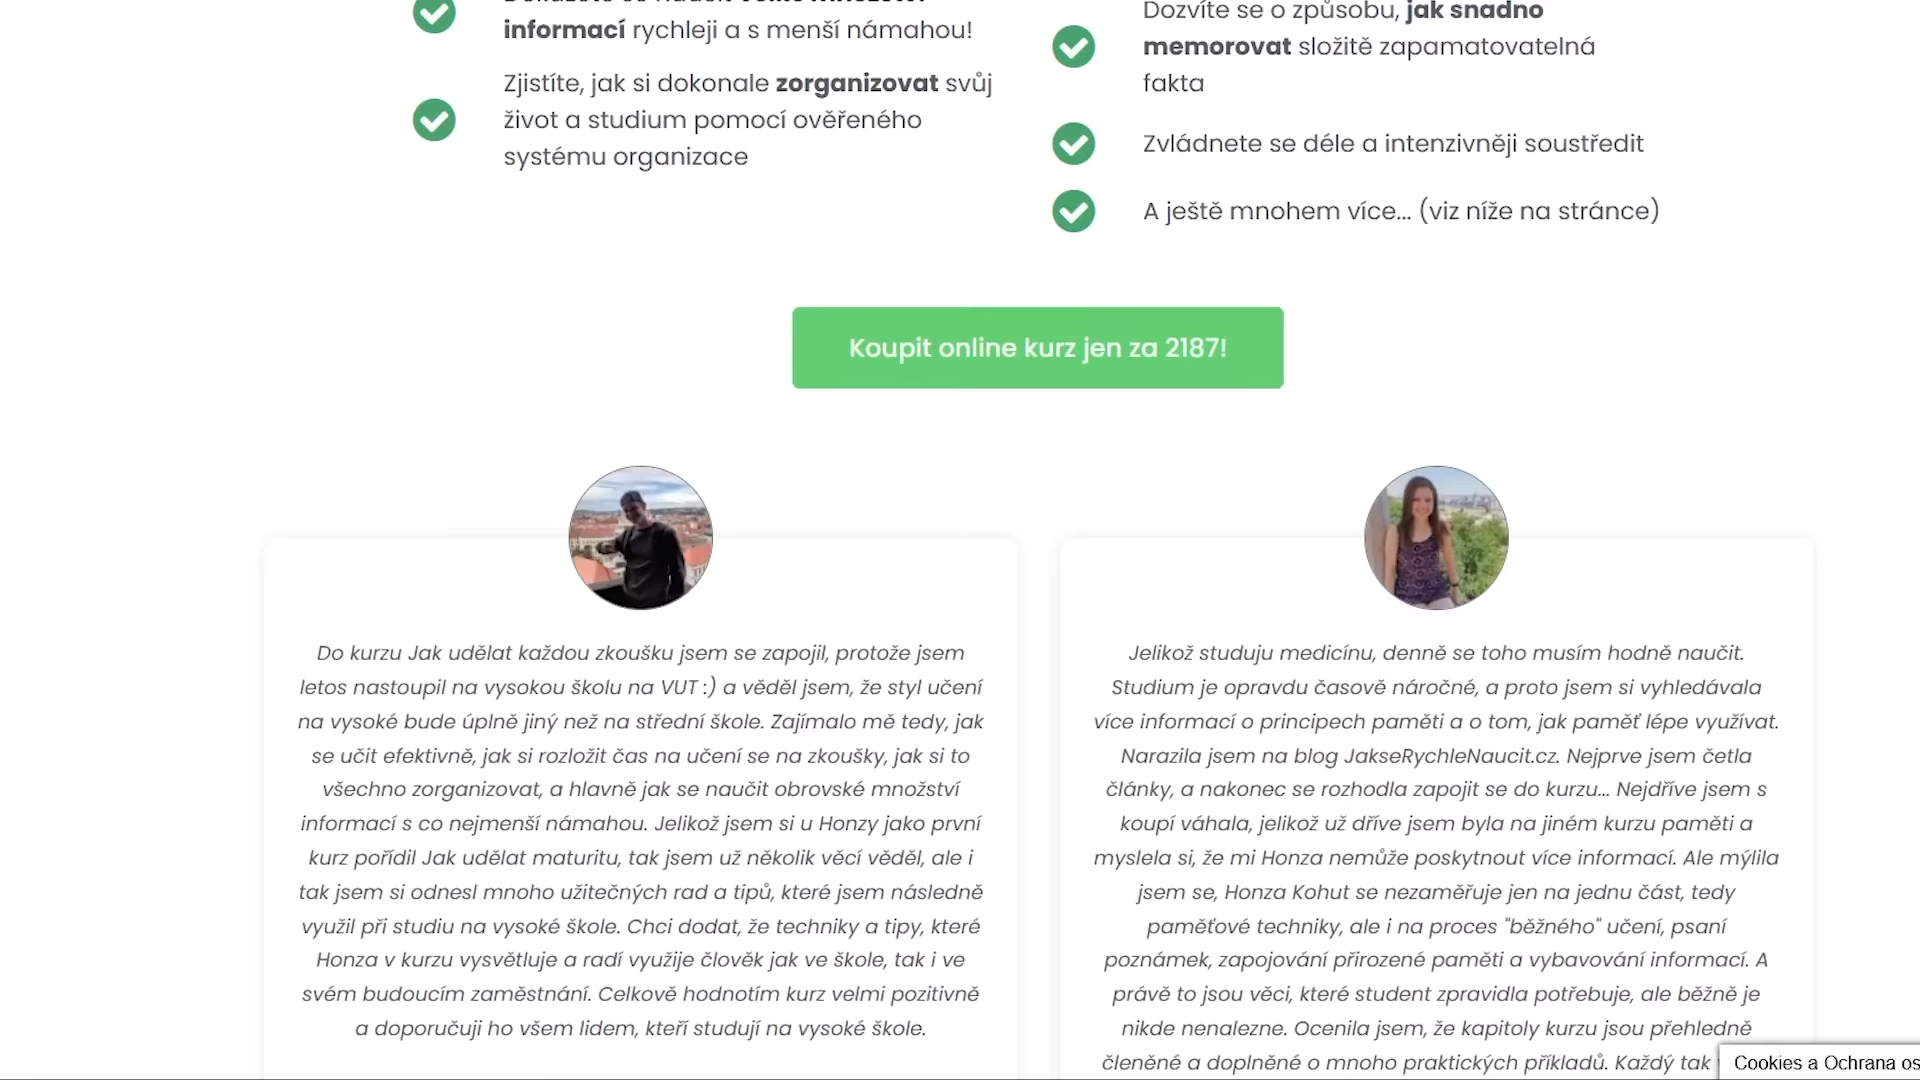 informací rychleji a s menší námahou!
Zjistíte, jak si dokonale zorganizovat svůj
život a studium pomocí ověřeného
systému organizace
Dozvíte se o způsobu, jak snadno
memorovat složitě zapamatovatelná
fakta
Zvládnete se déle a intenzivněji soustředit
A ještě mnohem více... (viz níže na stránce)
Koupit online kurz jen za 2187!
Do kurzu Jak udělat každou zkoušku jsem se zapojil, protože jsem
letos nastoupil na vysokou školu na VUT :) a věděl jsem, že styl učení
na vysoké bude úplně jiný než na střední škole. Zajímalo mě tedy, jak
se učit efektivně, jak si rozložit čas na učení se na zkoušky, jak si to
všechno zorganizovat, a hlavně jak se naučit obrovské množství
informací s co nejmenší námahou. Jelikož jsem si u Honzy jako první
kurz pořídil Jak udělat maturitu, tak jsem už několik věcí věděl, ale i
tak jsem si odnesl mnoho užitečných rad a tipů, které jsem následně
využil při studiu na vysoké škole. Chci dodat, že techniky a tipy, které
Honza v kurzu vysvětluje a radí využije člověk jak ve škole, tak i ve
svém budoucím zaměstnání. Celkově hodnotím kurz velmi pozitivně
a doporučuji ho všem lidem, kteří studují na vysoké škole.
Jelikož studuju medicínu, denně se toho musím hodně naučit.
Studium je opravdu časově náročné, a proto jsem si vyhledávala
více informací o principech paměti a o tom, jak paměť lépe využívat.
Narazila jsem na blog JakseRychleNaucit.cz. Nejprve jsem četla
články, a nakonec se rozhodla zapojit se do kurzu... Nejdříve jsem s
koupí váhala, jelikož už dříve jsem byla na jiném kurzu paměti a
myslela si, že mi Honza nemůže poskytnout více informací. Ale mýlila
jsem se, Honza Kohut se nezaměřuje jen na jednu část, tedy
paměťové techniky, ale i na proces "běžného" učení, psaní
poznámek, zapojování přirozené paměti a vybavování informací. A
právě to jsou věci, které student zpravidla potřebuje, ale běžně je
nikde nenalezne. Ocenila jsem, že kapitoly kurzu jsou přehledně
členěné a doplněné o mnoho praktických příkladů. Každý tak
Cookies a Ochrana os